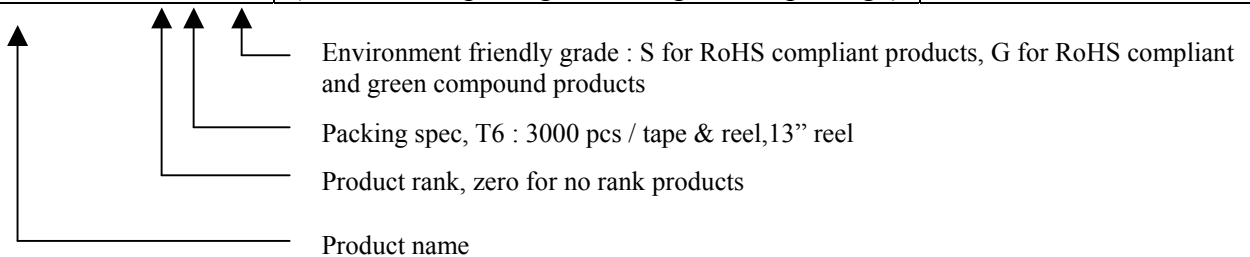 Environment friendly grade : S for RoHS compliant products, G for RoHS compliant
and green compound products
Packing spec, T6 : 3000 pcs / tape & reel,13” reel
Product rank, zero for no rank products
Product name